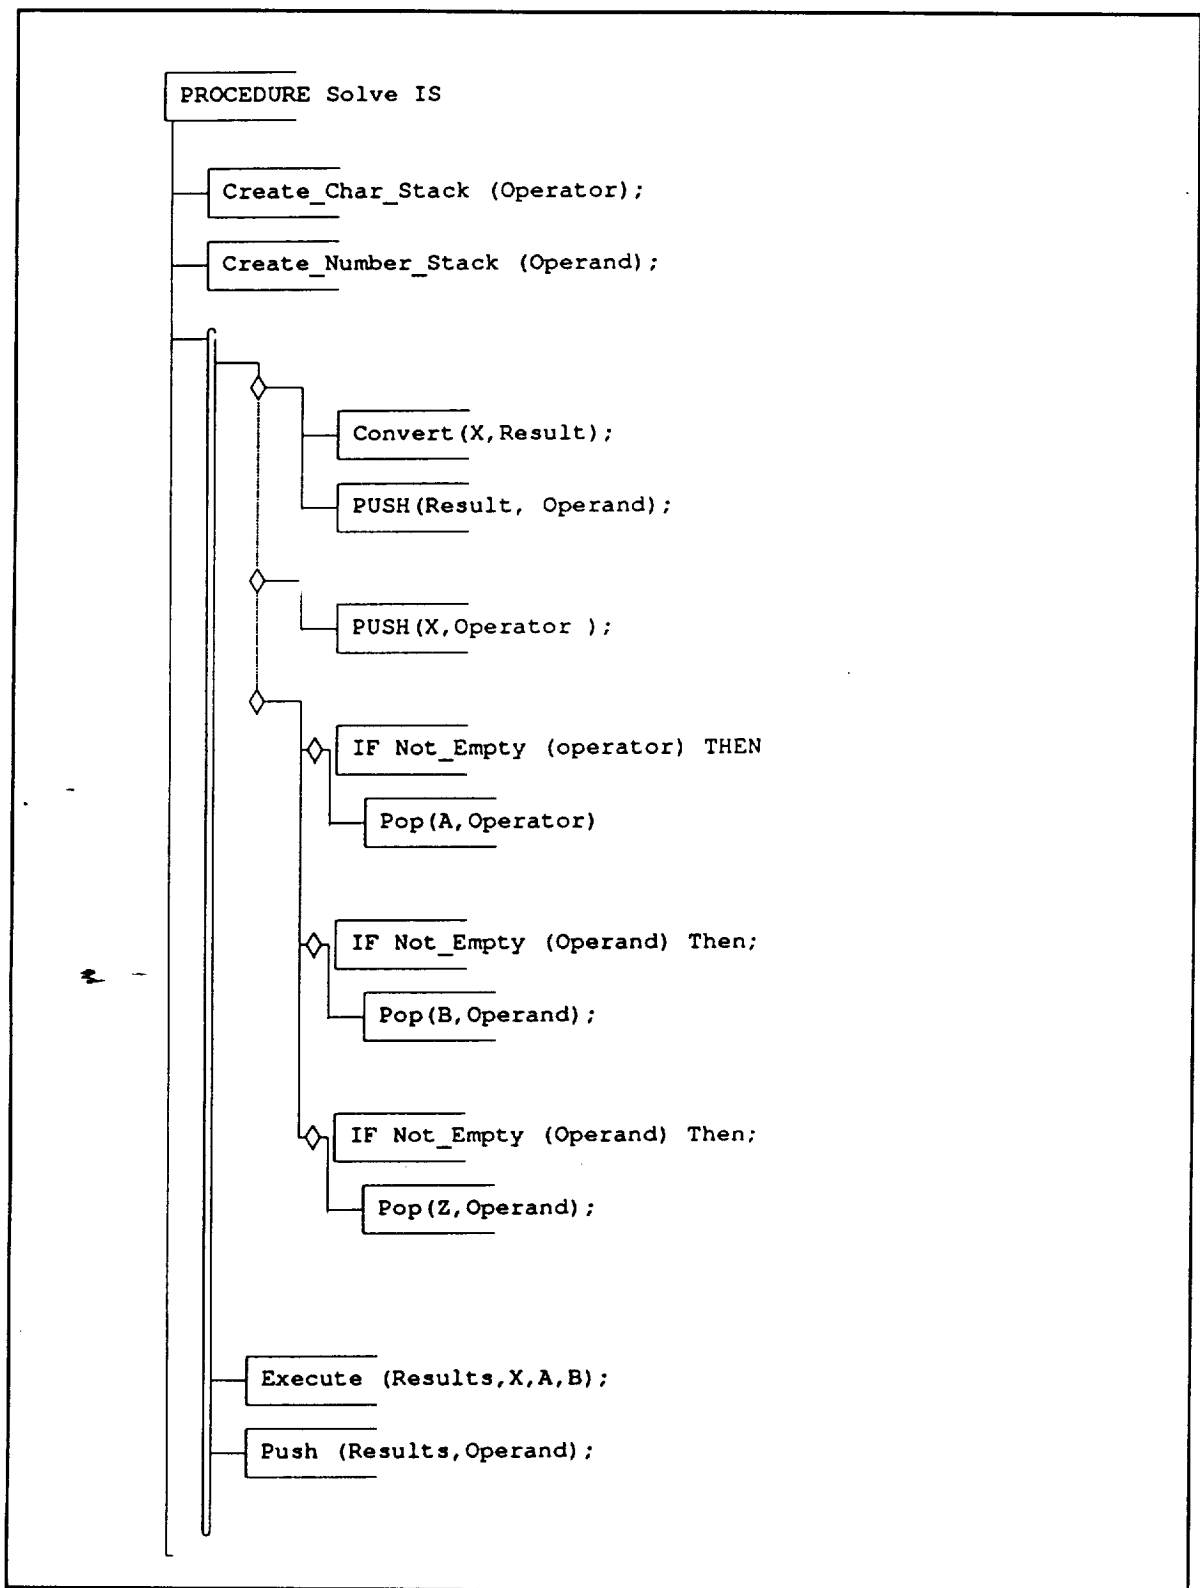 PROCEDURE Solve IS
Create_Char_Stack (Operator);
Create_Number_Stack (Operand);
Convert(X,Result);
PUSH(Result, Operand);
PUSH(X,Operator );
IF Not_Empty (operator) THEN
Pop(A,Operator)
IF Not_Empty (Operand) Then;
Pop(B,Operand);
IF Not_Empty (Operand) Then;
Pop(Z,Operand);
Execute (Results,X,A,B);
Push (Results,Operand);